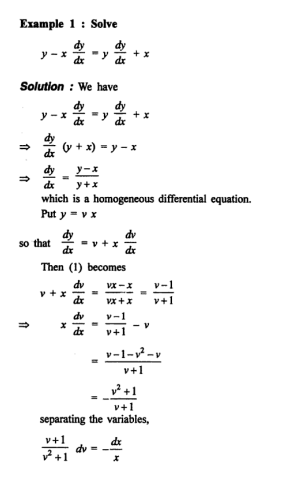 Example 1 : Solve
y − x dy/dx = y dy/dx + x
Solution : We have
y − x dy/dx = y dy/dx + x
⇒ dy/dx (y + x) = y − x
⇒ dy/dx = (y − x)/(y + x)
which is a homogeneous differential equation.
Put y = v x
so that dy/dx = v + x dv/dx
Then (1) becomes
v + x dv/dx = (vx − x)/(vx + x) = (v − 1)/(v + 1)
⇒ x dv/dx = (v − 1)/(v + 1) − v
= (v − 1 − v² − v)/(v + 1)
= − (v² + 1)/(v + 1)
separating the variables,
(v + 1)/(v² + 1) dv = − dx/x